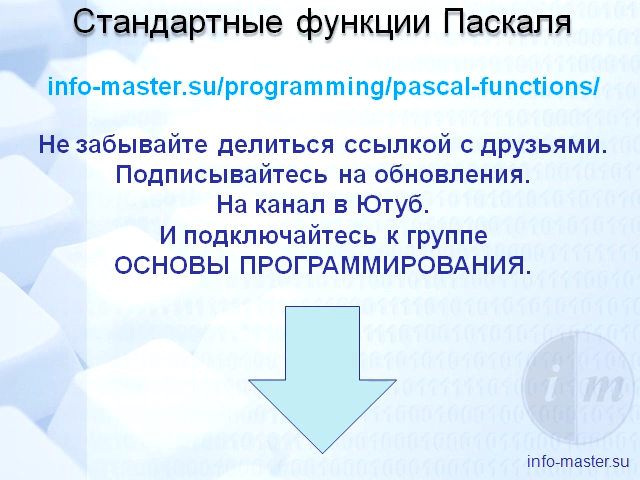 Стандартные функции Паскаля
info-master.su/programming/pascal-functions/
Не забывайте делиться ссылкой с друзьями.
Подписывайтесь на обновления.
На канал в Ютуб.
И подключайтесь к группе
ОСНОВЫ ПРОГРАММИРОВАНИЯ.
im
info-master.su